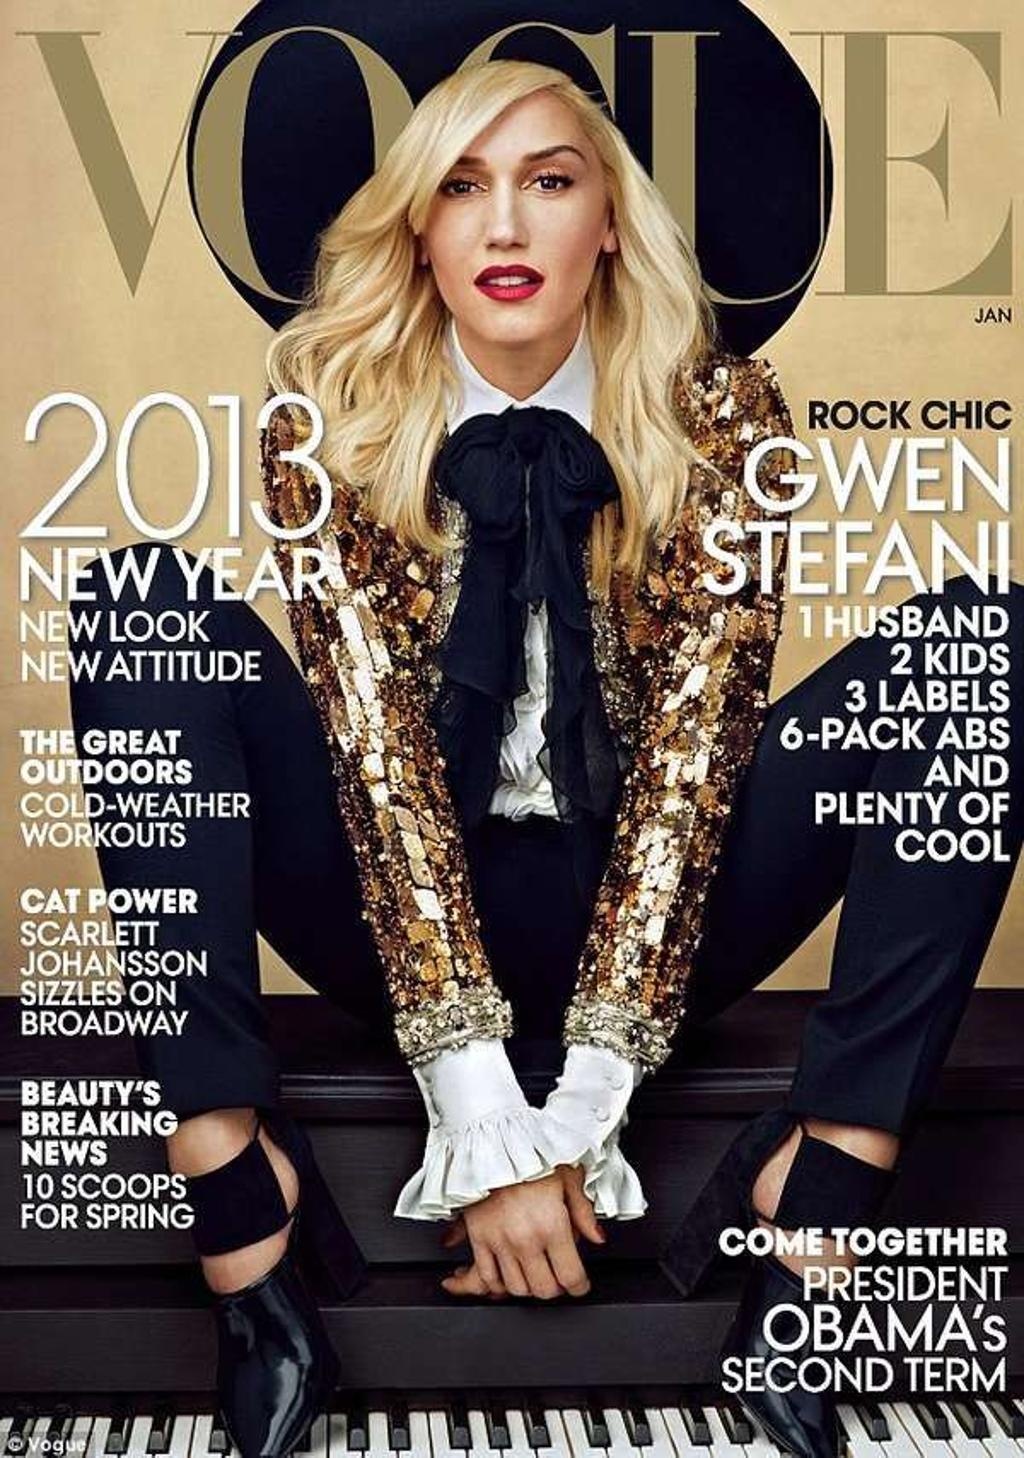 VOGUE
JAN
2013
NEW YEAR
NEW LOOK
NEW ATTITUDE
THE GREAT
OUTDOORS
COLD-WEATHER
WORKOUTS
CAT POWER
SCARLETT
JOHANSSON
SIZZLES ON
BROADWAY
BEAUTY'S
BREAKING
NEWS
10 SCOOPS
FOR SPRING
ROCK CHIC
GWEN
STEFANI
1 HUSBAND
2 KIDS
3 LABELS
6-PACK ABS
AND
PLENTY OF
COOL
COME TOGETHER
PRESIDENT
OBAMA'S
SECOND TERM
© Vogue